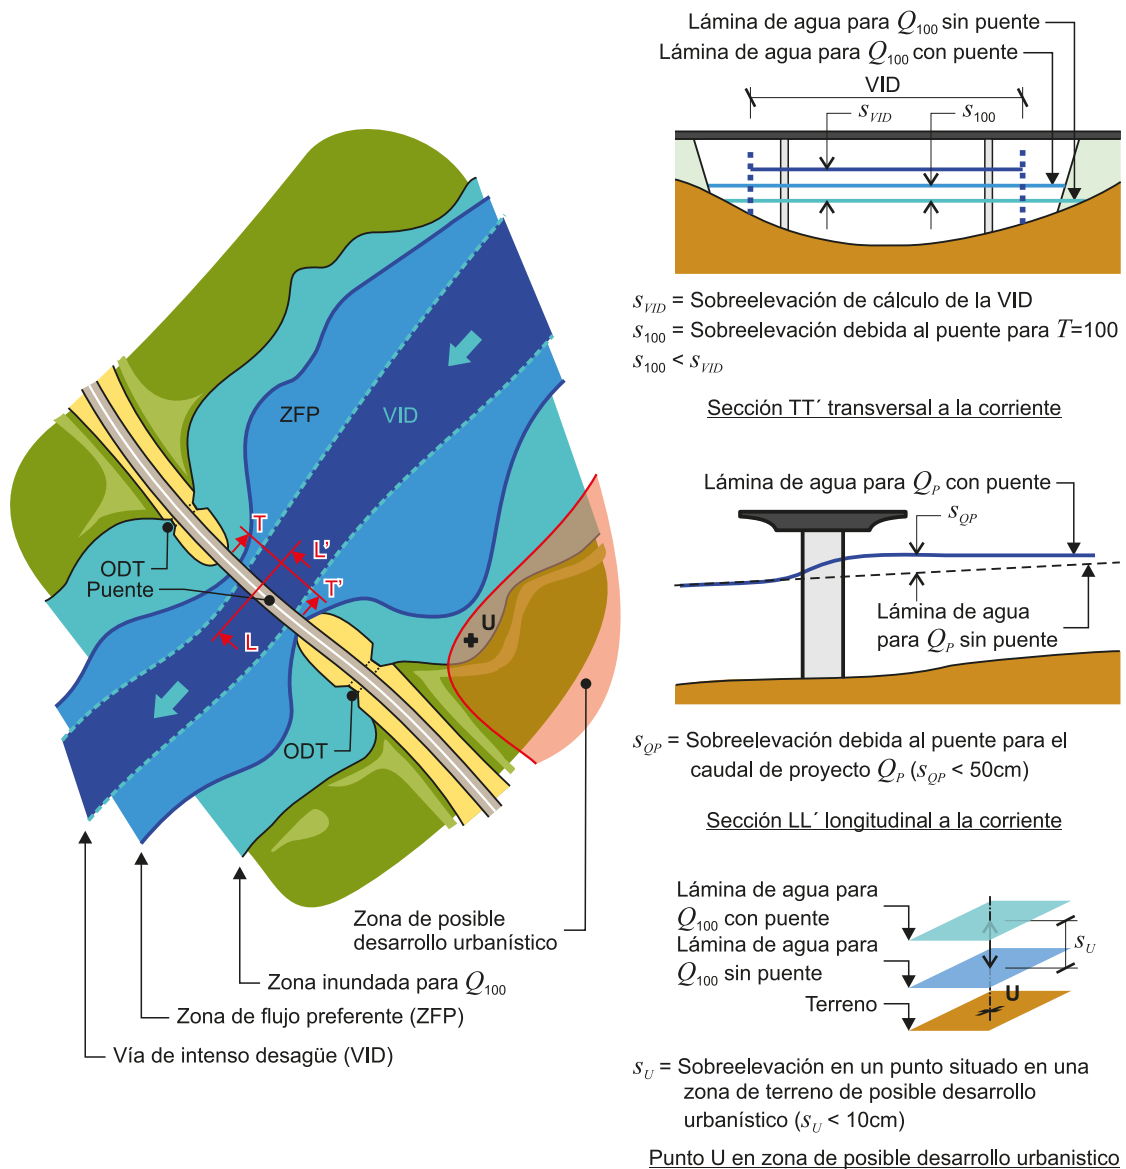 Lámina de agua para Q100 sin puente
Lámina de agua para Q100 con puente
VID
sVID
s100
sVID = Sobreelevación de cálculo de la VID
s100 = Sobreelevación debida al puente para T=100
s100 < sVID
Sección TT´ transversal a la corriente
ZFP
VID
T
L’
T’
L
U
ODT
Puente
ODT
Lámina de agua para QP con puente
sQP
Lámina de agua
para QP sin puente
sQP = Sobreelevación debida al puente para el
caudal de proyecto QP (sQP < 50cm)
Sección LL´ longitudinal a la corriente
Zona de posible
desarrollo urbanístico
Zona inundada para Q100
Zona de flujo preferente (ZFP)
Vía de intenso desagüe (VID)
Lámina de agua para
Q100 con puente
Lámina de agua para
Q100 sin puente
sU
Terreno
U
sU = Sobreelevación en un punto situado en una
zona de terreno de posible desarrollo
urbanístico (sU < 10cm)
Punto U en zona de posible desarrollo urbanistico